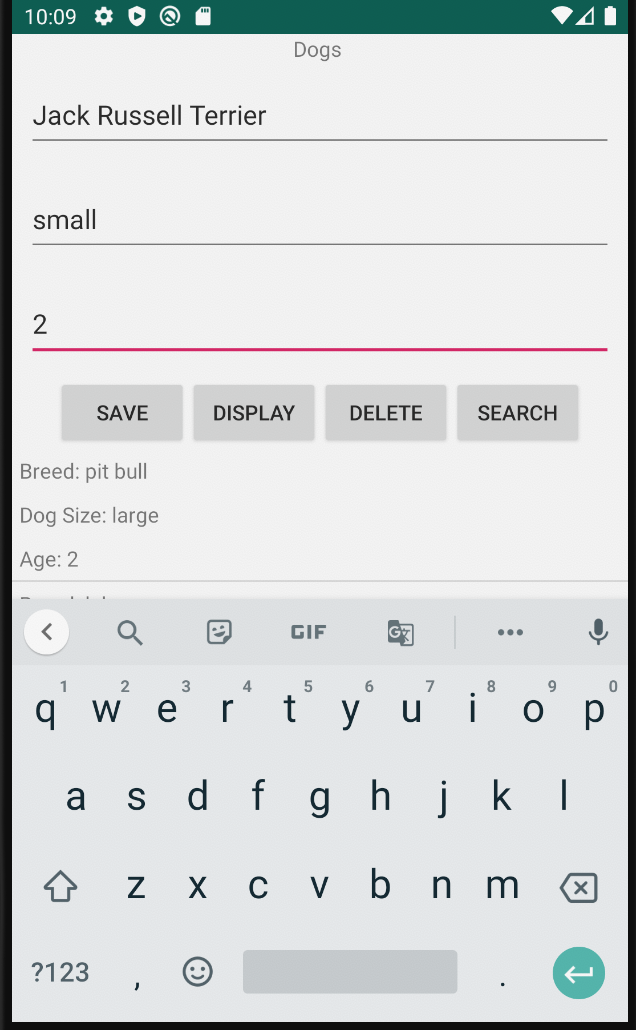 10:09
Dogs
Jack Russell Terrier
small
2
SAVE DISPLAY DELETE SEARCH
Breed: pit bull
Dog Size: large
Age: 2
GIF
1 2 3 4 5 6 7 8 9 0
q w e r t y u i o p
a s d f g h j k l
z x c v b n m
?123 , .